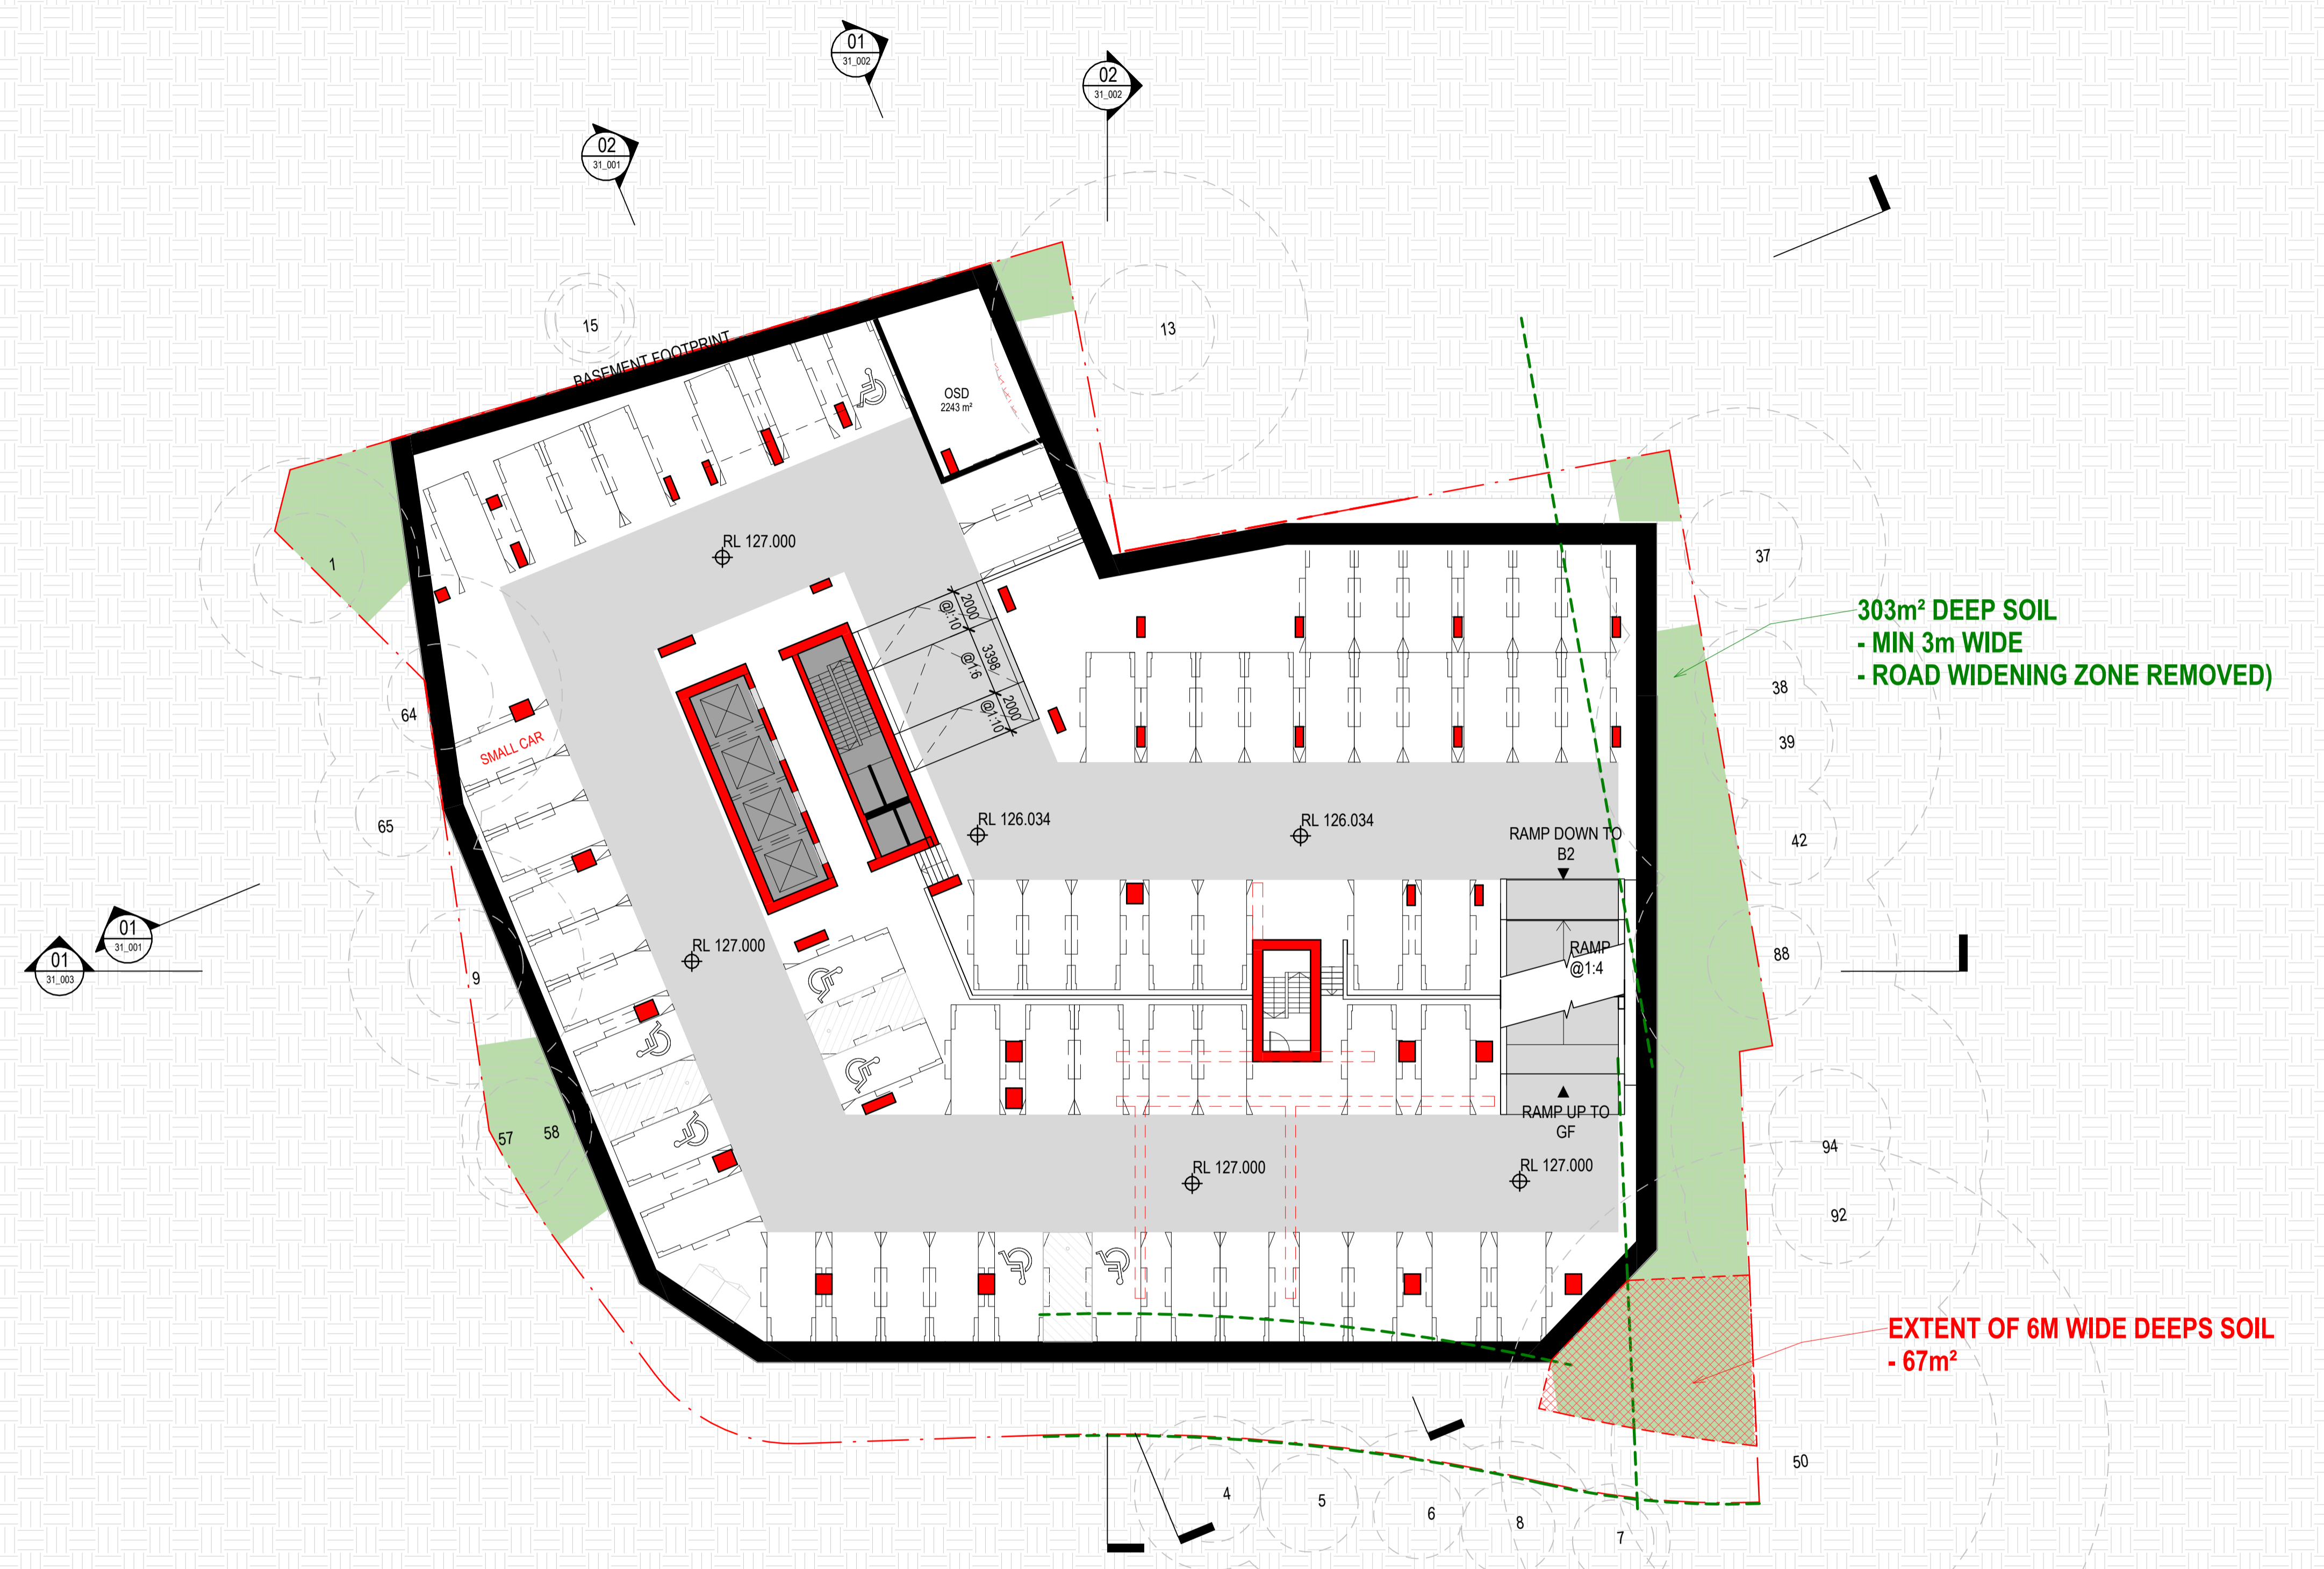 01
31_002
02
31_002
02
31_001
15
13
BASEMENT FOOTPRINT
OSD
2243 m²
RL 127.000
1
37
303m² DEEP SOIL
- MIN 3m WIDE
- ROAD WIDENING ZONE REMOVED)
2000
@1:10
3398
@1:6
2000
@1:10
38
64
SMALL CAR
39
65
RL 126.034
RL 126.034
RAMP DOWN TO
B2
42
01
31_001
01
31_003
9
RL 127.000
RAMP
@1:4
88
57
58
RAMP UP TO
GF
94
RL 127.000
RL 127.000
92
EXTENT OF 6M WIDE DEEPS SOIL
- 67m²
50
4
5
6
8
7